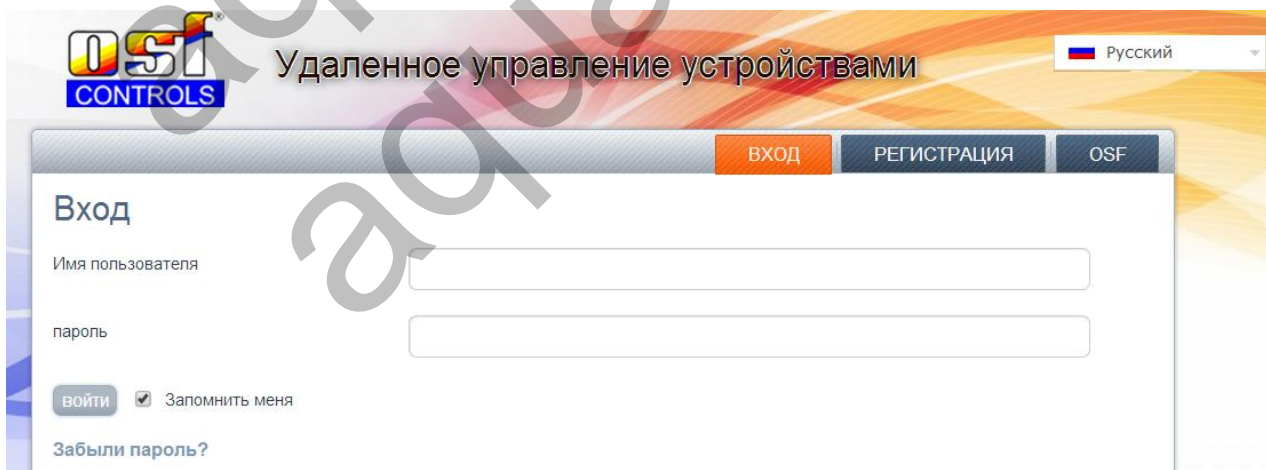 osf®
CONTROLS
Удаленное управление устройствами
Русский
ВХОД
РЕГИСТРАЦИЯ
OSF
Вход
Имя пользователя
пароль
войти
Запомнить меня
Забыли пароль?